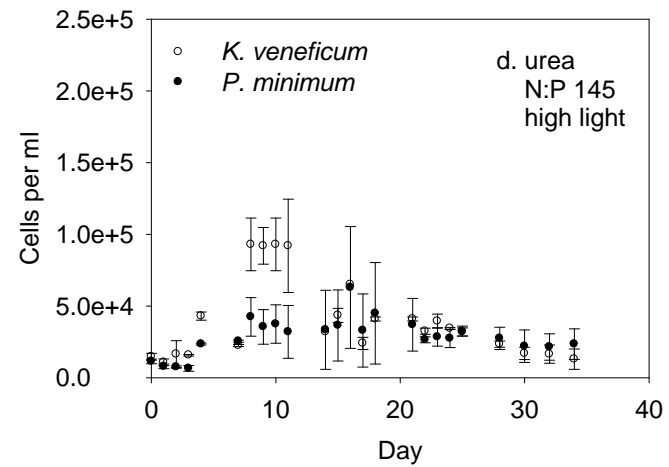 2.5e+5
K. veneficum
P. minimum
d. urea
N:P 145
high light
2.0e+5
1.5e+5
1.0e+5
5.0e+4
0.0
Cells per ml
0 10 20 30 40
Day